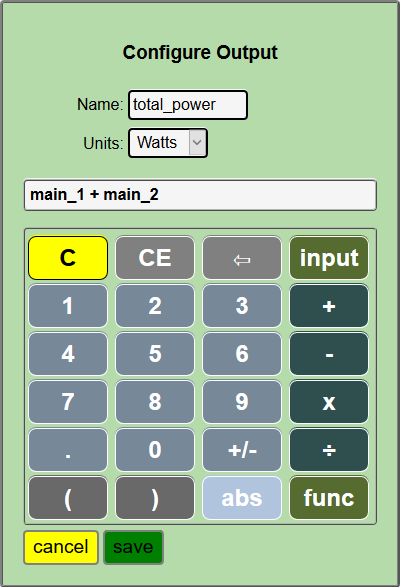 Configure Output
Name: total_power
Units: Watts
main_1 + main_2
C CE ⇦ input
1 2 3 +
4 5 6 -
7 8 9 x
. 0 +/- ÷
( ) abs func
cancel save